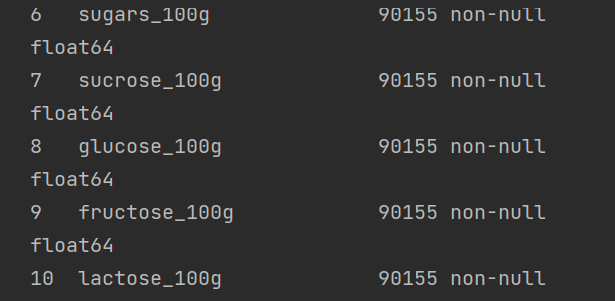 6   sugars_100g              90155 non-null
float64
7   sucrose_100g             90155 non-null
float64
8   glucose_100g             90155 non-null
float64
9   fructose_100g            90155 non-null
float64
10  lactose_100g             90155 non-null